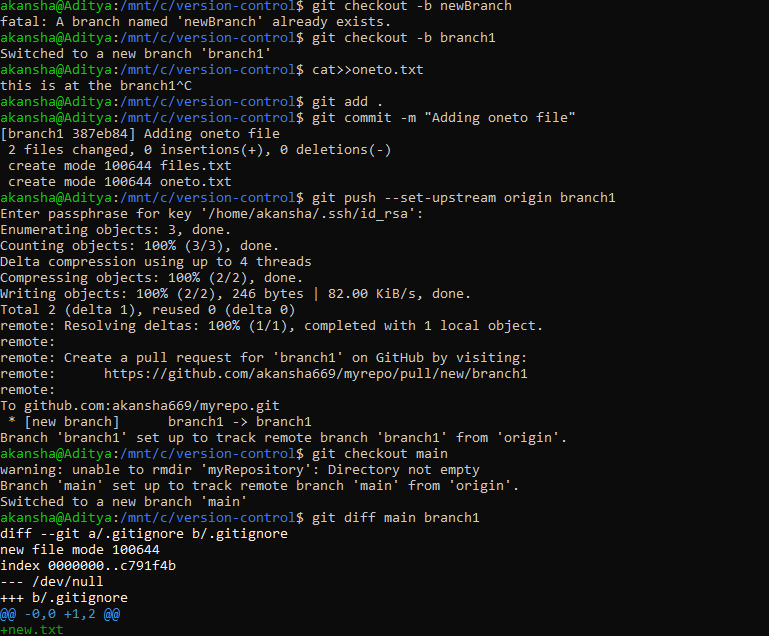 akansha@Aditya:/mnt/c/version-control$ git checkout -b newBranch
fatal: A branch named 'newBranch' already exists.
akansha@Aditya:/mnt/c/version-control$ git checkout -b branch1
Switched to a new branch 'branch1'
akansha@Aditya:/mnt/c/version-control$ cat>>oneto.txt
this is at the branch1^C
akansha@Aditya:/mnt/c/version-control$ git add .
akansha@Aditya:/mnt/c/version-control$ git commit -m "Adding oneto file"
[branch1 387eb84] Adding oneto file
 2 files changed, 0 insertions(+), 0 deletions(-)
 create mode 100644 files.txt
 create mode 100644 oneto.txt
akansha@Aditya:/mnt/c/version-control$ git push --set-upstream origin branch1
Enter passphrase for key '/home/akansha/.ssh/id_rsa':
Enumerating objects: 3, done.
Counting objects: 100% (3/3), done.
Delta compression using up to 4 threads
Compressing objects: 100% (2/2), done.
Writing objects: 100% (2/2), 246 bytes | 82.00 KiB/s, done.
Total 2 (delta 1), reused 0 (delta 0)
remote: Resolving deltas: 100% (1/1), completed with 1 local object.
remote:
remote: Create a pull request for 'branch1' on GitHub by visiting:
remote:      https://github.com/akansha669/myrepo/pull/new/branch1
remote:
To github.com:akansha669/myrepo.git
 * [new branch]      branch1 -> branch1
Branch 'branch1' set up to track remote branch 'branch1' from 'origin'.
akansha@Aditya:/mnt/c/version-control$ git checkout main
warning: unable to rmdir 'myRepository': Directory not empty
Branch 'main' set up to track remote branch 'main' from 'origin'.
Switched to a new branch 'main'
akansha@Aditya:/mnt/c/version-control$ git diff main branch1
diff --git a/.gitignore b/.gitignore
new file mode 100644
index 0000000..c791f4b
--- /dev/null
+++ b/.gitignore
@@ -0,0 +1,2 @@
+new.txt